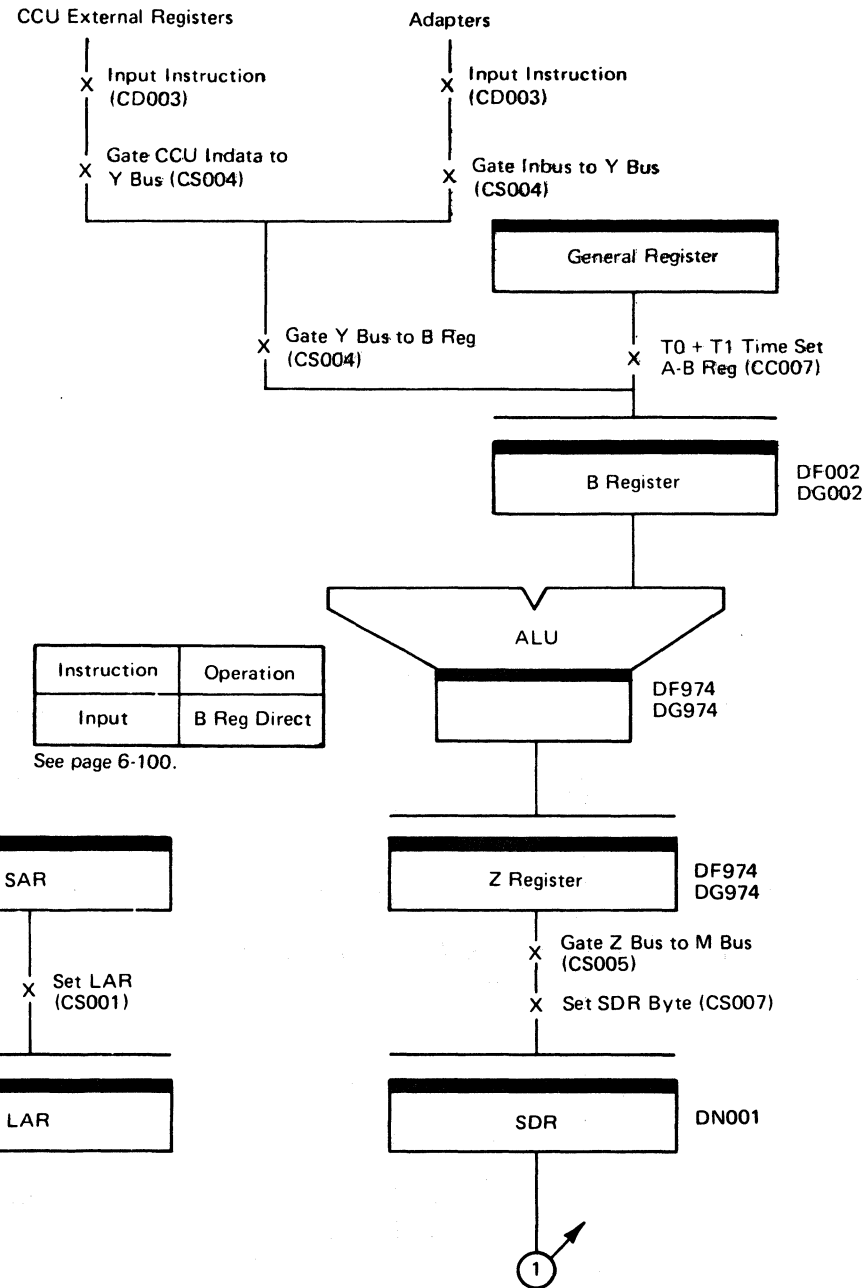 CCU External Registers
Adapters
Input Instruction
(CD003)
Input Instruction
(CD003)
Gate CCU Indata to
Y Bus (CS004)
Gate Inbus to Y Bus
(CS004)
General Register
Gate Y Bus to B Reg
(CS004)
T0 + T1 Time Set
A-B Reg (CC007)
B Register
DF002
DG002
ALU
DF974
DG974
Instruction
Operation
Input
B Reg Direct
See page 6-100.
SAR
Z Register
DF974
DG974
Gate Z Bus to M Bus
(CS005)
Set LAR
(CS001)
Set SDR Byte (CS007)
LAR
SDR
DN001
1